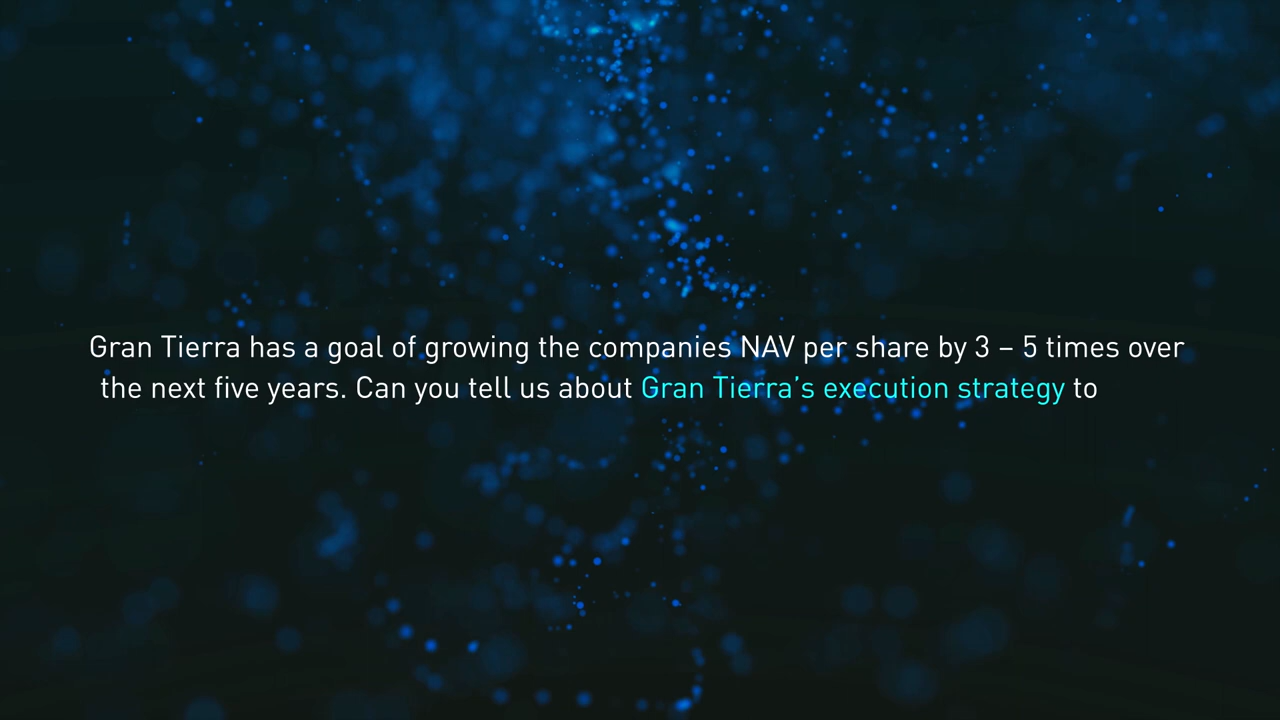 Gran Tierra has a goal of growing the companies NAV per share by 3 – 5 times over
the next five years. Can you tell us about Gran Tierra’s execution strategy to